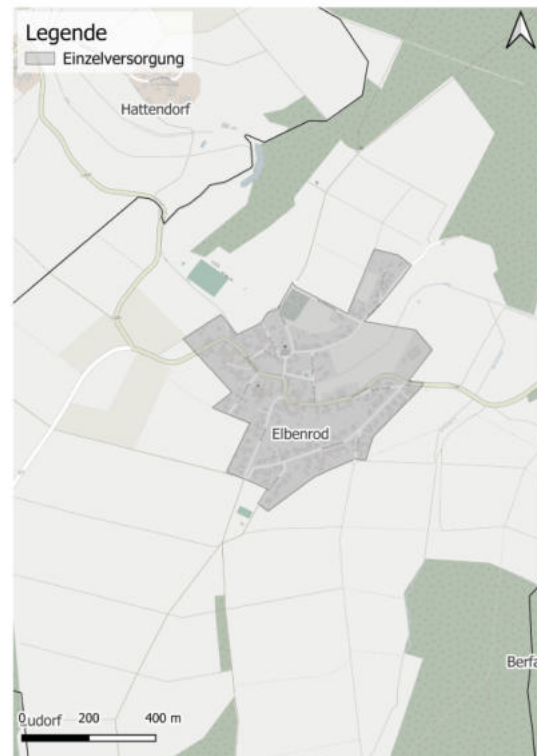 Legende
Einzelversorgung
Hattendorf
Elbenrod
Berfa
udorf
0 200 400 m